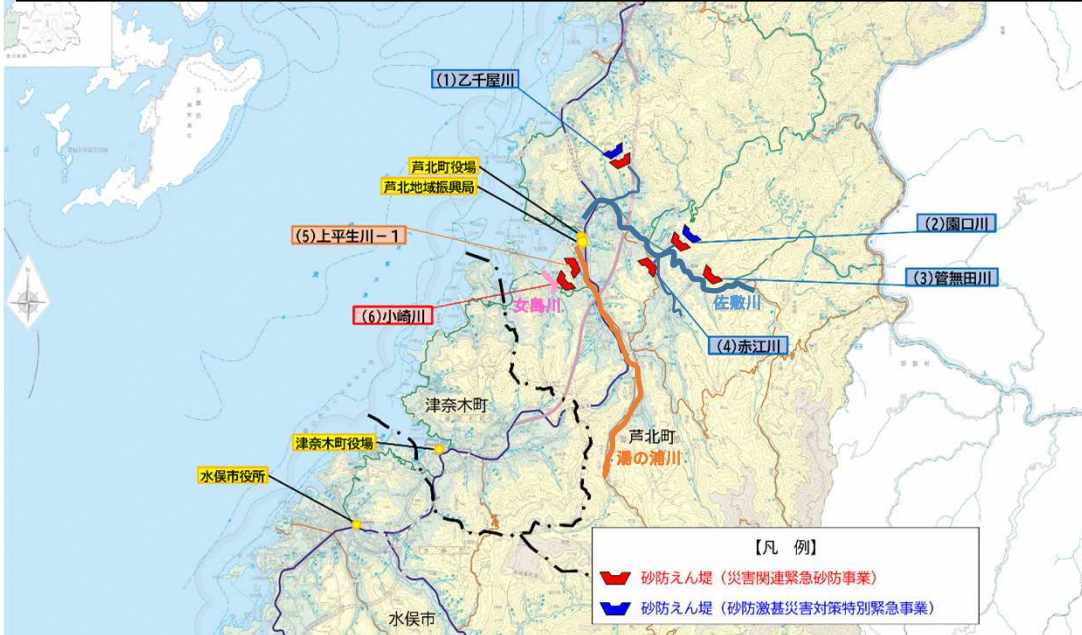 (1)乙千屋川
芦北町役場
芦北地域振興局
(2)園口川
(5)上平生川－1
(3)管無田川
女島川
佐敷川
(6)小崎川
(4)赤江川
津奈木町
芦北町
津奈木町役場
湯の浦川
水俣市役所
【凡　例】
砂防えん堤（災害関連緊急砂防事業）
砂防えん堤（砂防激甚災害対策特別緊急事業）
水俣市